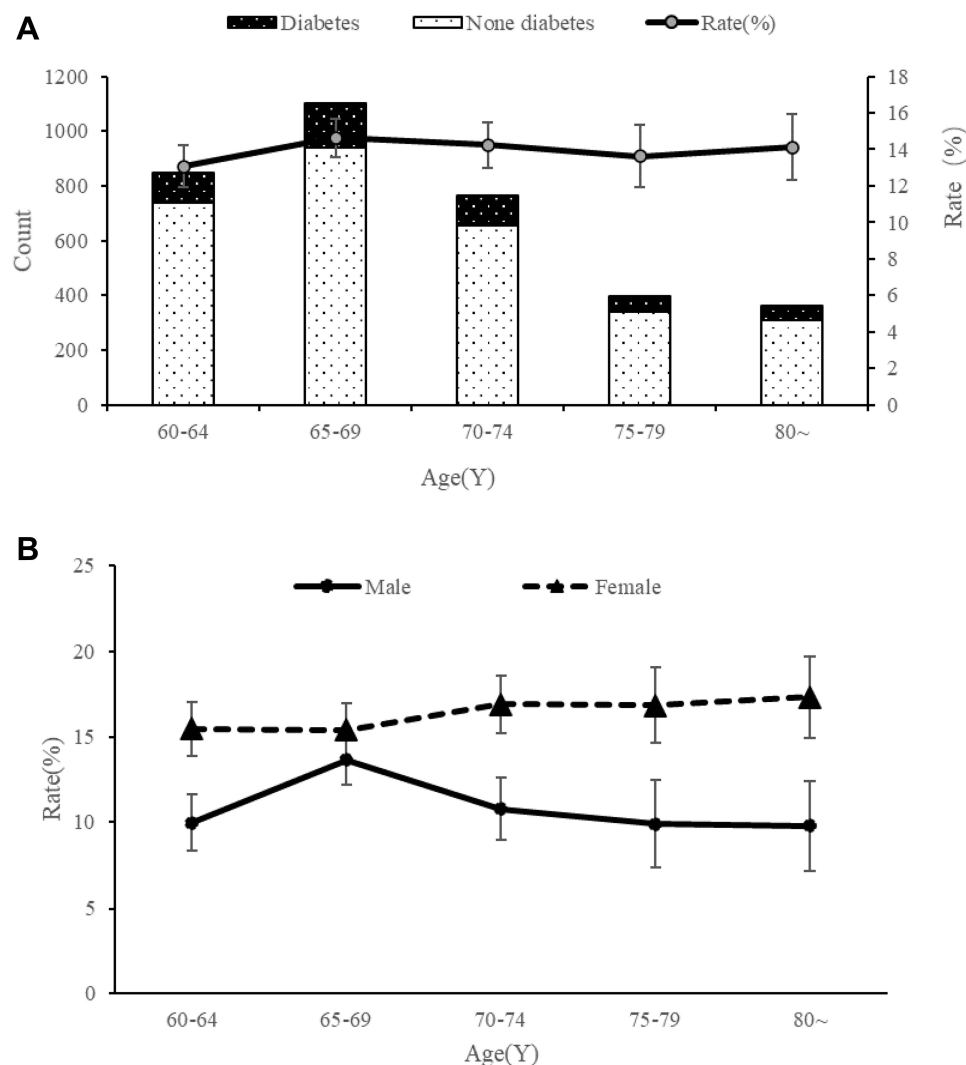 A
Diabetes None diabetes Rate(%)
1200
1000
800
600
400
200
0
Count
18
16
14
12
10
8
6
4
2
0
Rate (%)
60-64 65-69 70-74 75-79 80~
Age(Y)
B
Male Female
25
20
15
10
5
0
Rate(%)
60-64 65-69 70-74 75-79 80~
Age(Y)